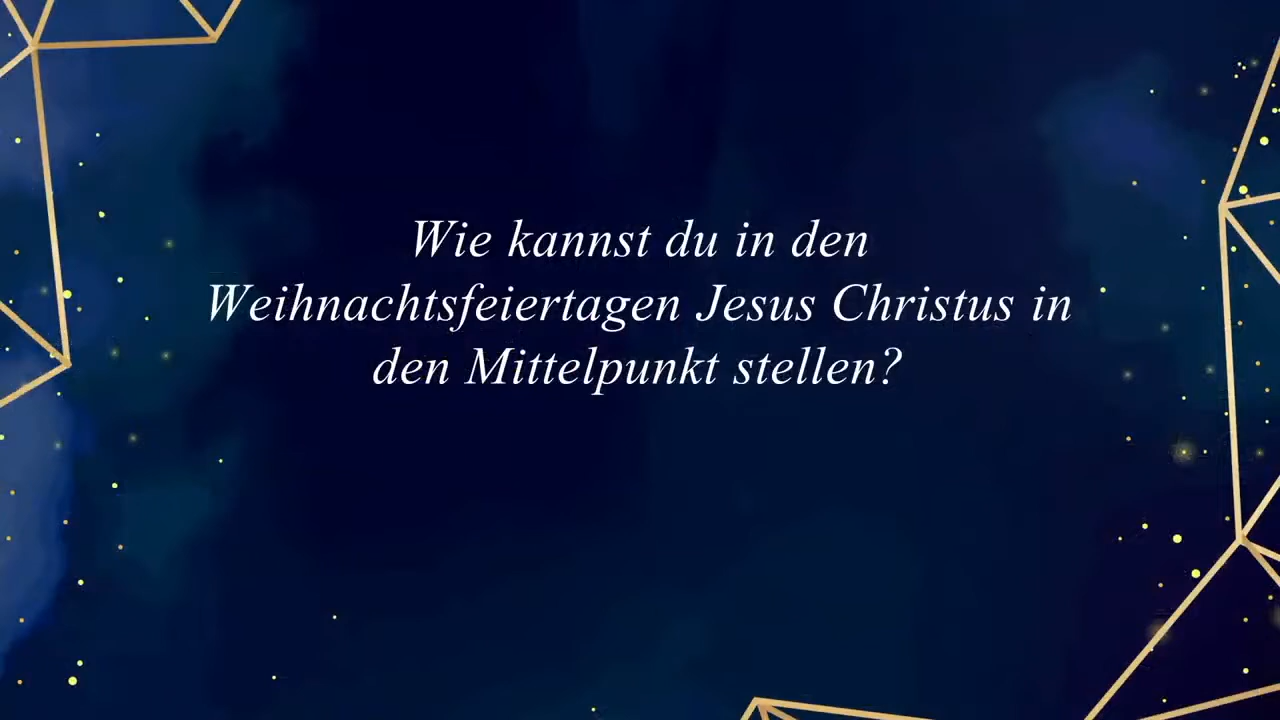 Wie kannst du in den
Weihnachtsfeiertagen Jesus Christus in
den Mittelpunkt stellen?